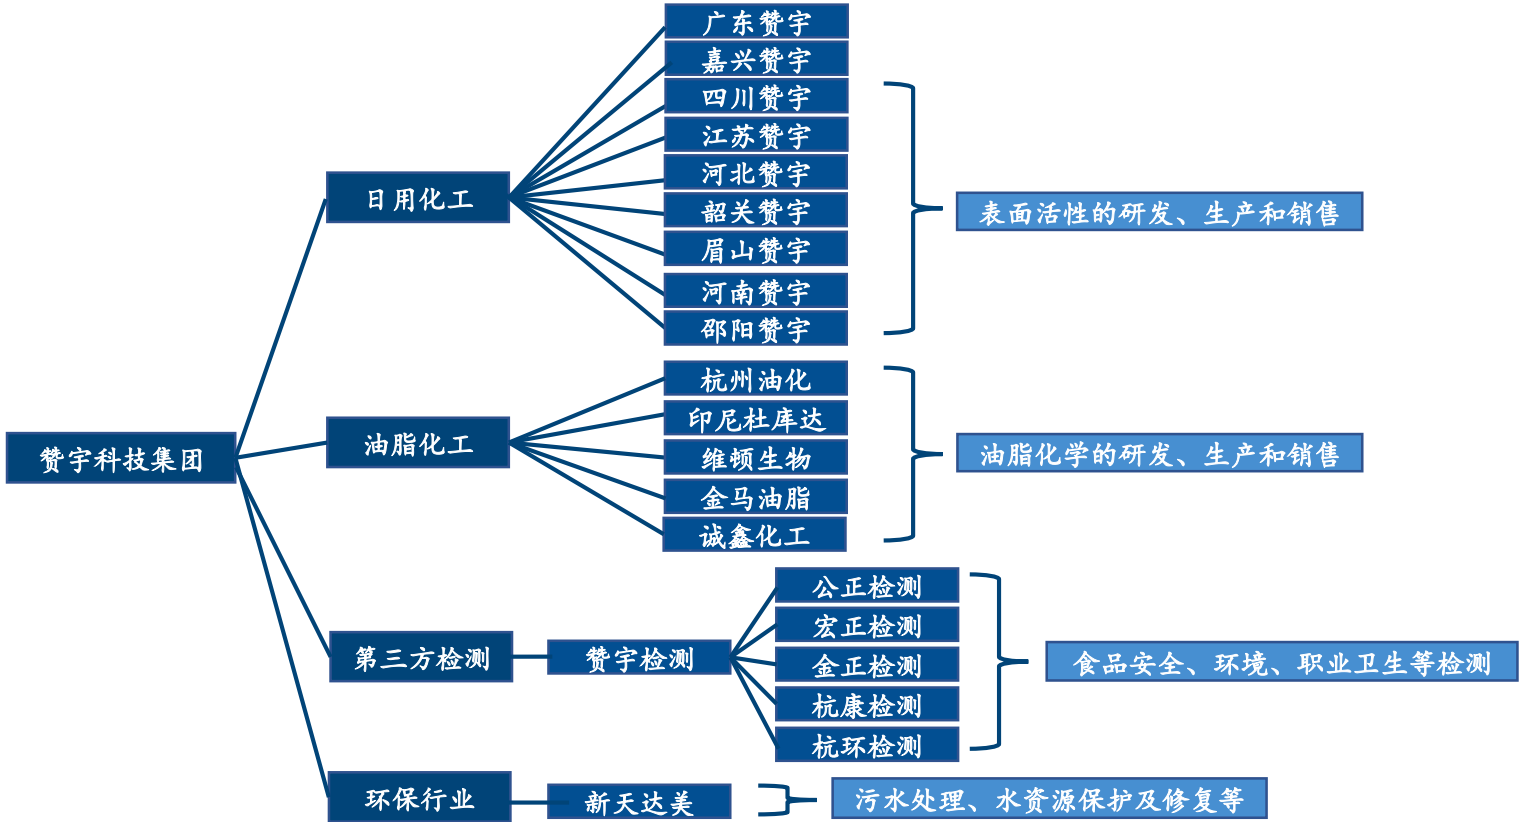 赞宇科技集团
日用化工
广东赞宇
嘉兴赞宇
四川赞宇
江苏赞宇
河北赞宇
韶关赞宇
眉山赞宇
河南赞宇
邵阳赞宇
表面活性的研发、生产和销售
油脂化工
杭州油化
印尼杜库达
维顿生物
金马油脂
诚鑫化工
油脂化学的研发、生产和销售
第三方检测
赞宇检测
公正检测
宏正检测
金正检测
杭康检测
杭环检测
食品安全、环境、职业卫生等检测
环保行业
新天达美
污水处理、水资源保护及修复等